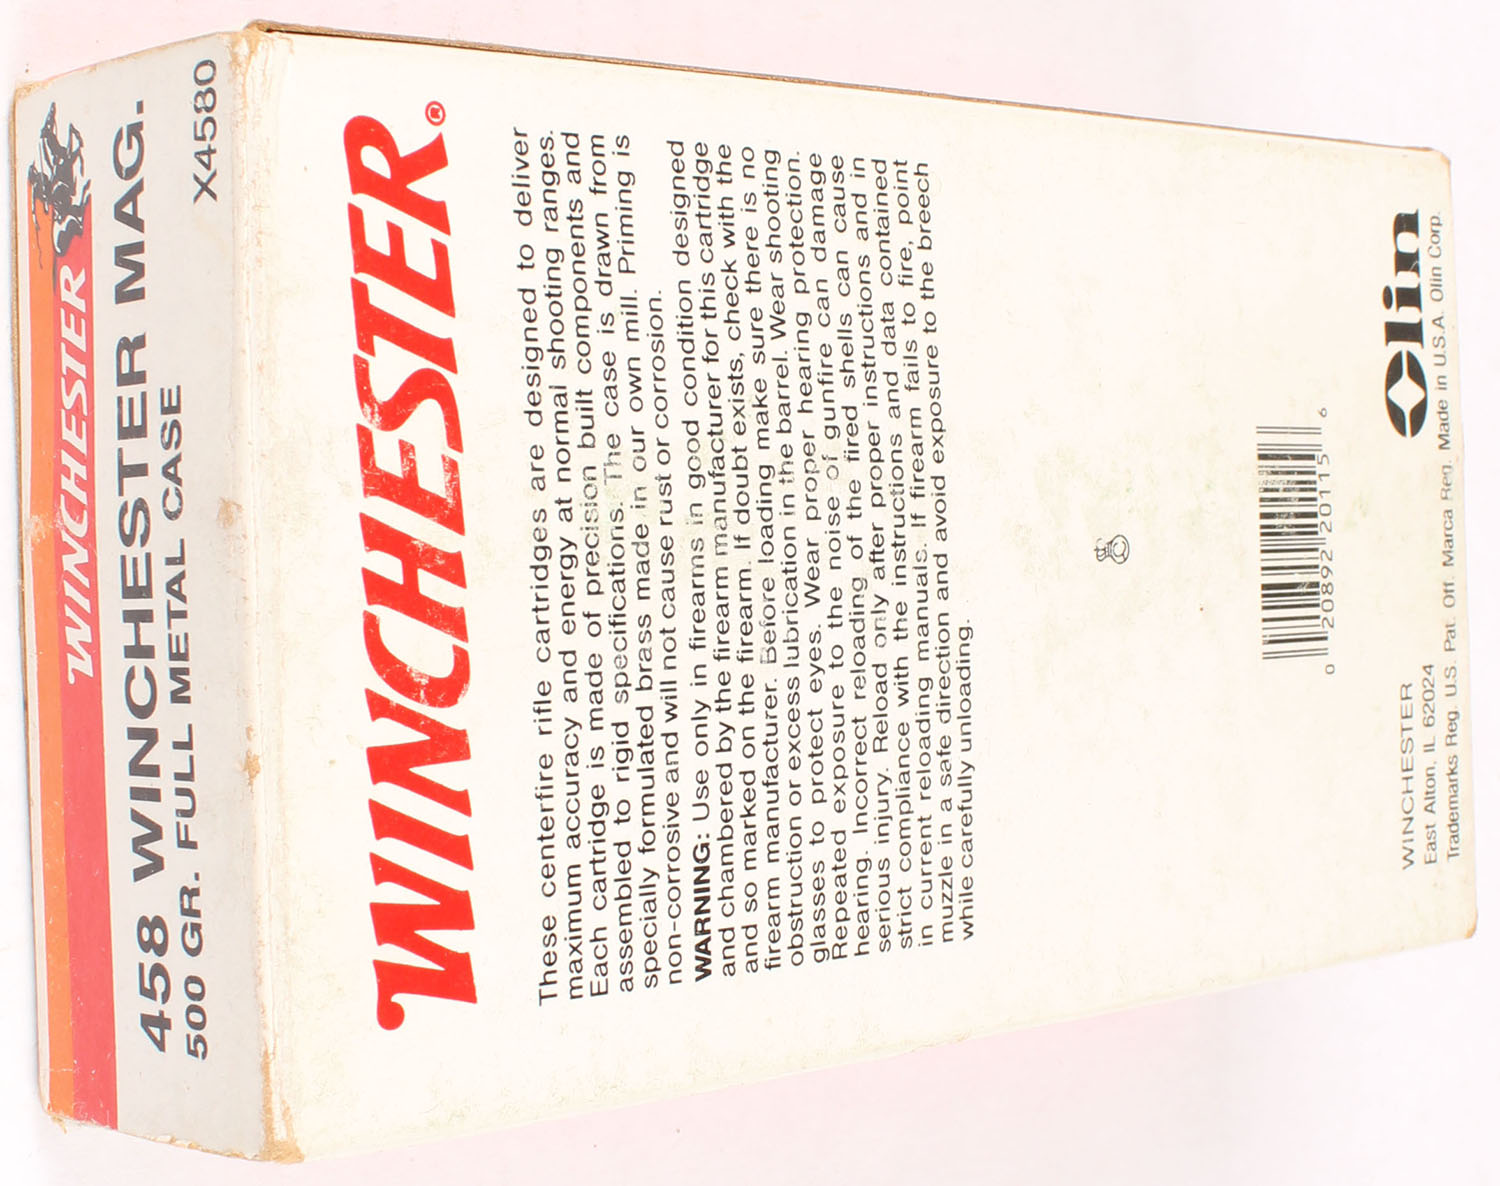 WINCHESTER
458 WINCHESTER MAG.
500 GR. FULL METAL CASE
X4580
WINCHESTER®
These centerfire rifle cartridges are designed to deliver
maximum accuracy and energy at normal shooting ranges.
Each cartridge is made of precision built components and
assembled to rigid specifications. The case is drawn from
specially formulated brass made in our own mill. Priming is
non-corrosive and will not cause rust or corrosion.
WARNING: Use only in firearms in good condition designed
and chambered by the firearm manufacturer for this cartridge
and so marked on the firearm. If doubt exists, check with the
firearm manufacturer. Before loading make sure there is no
obstruction or excess lubrication in the barrel. Wear shooting
glasses to protect eyes. Wear proper hearing protection.
Repeated exposure to the noise of gunfire can damage
hearing. Incorrect reloading of the fired shells can cause
serious injury. Reload only after proper instructions and in
strict compliance with the instructions and data contained
in current reloading manuals. If firearm fails to fire, point
muzzle in a safe direction and avoid exposure to the breech
while carefully unloading.
0 20892 20115 6
Olin
WINCHESTER
East Alton, IL 62024
Trademarks Reg. U.S. Pat. Off. Marca Reg. Made in U.S.A. Olin Corp.